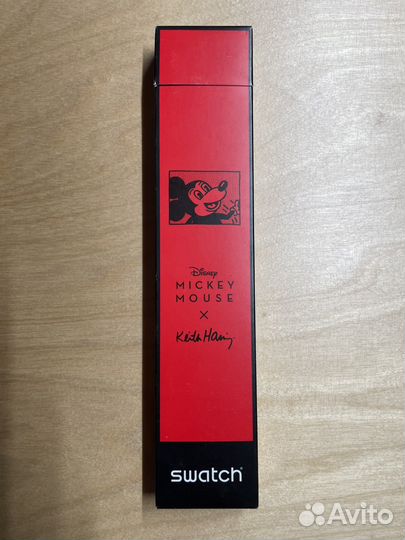 Disney
MICKEY
MOUSE
×
Keith Haring
swatch
Avito